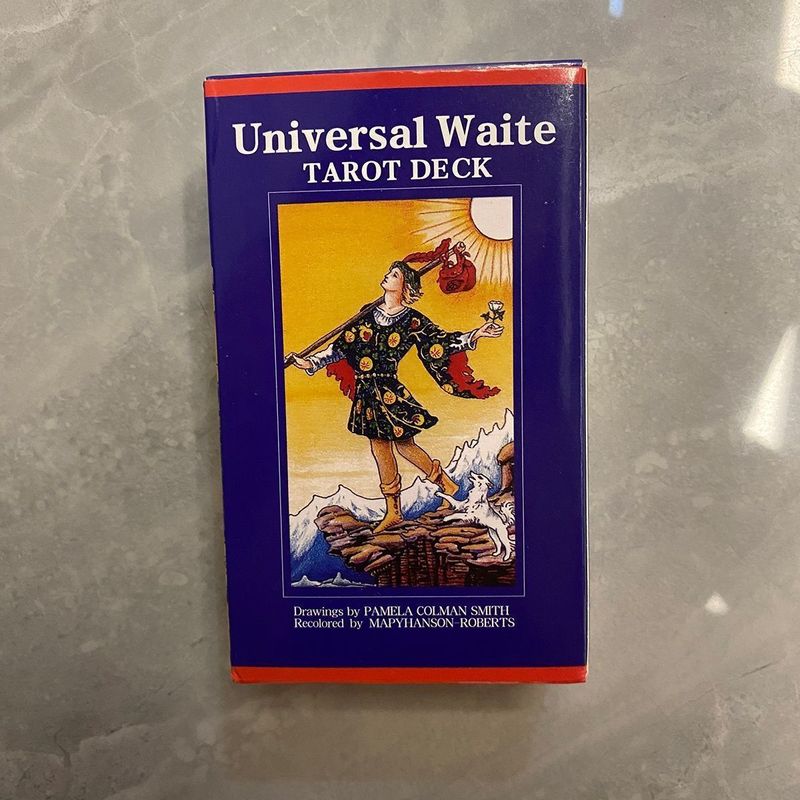 Universal Waite
TAROT DECK
Drawings by PAMELA COLMAN SMITH
Recolored by MAPYHANSON-ROBERTS